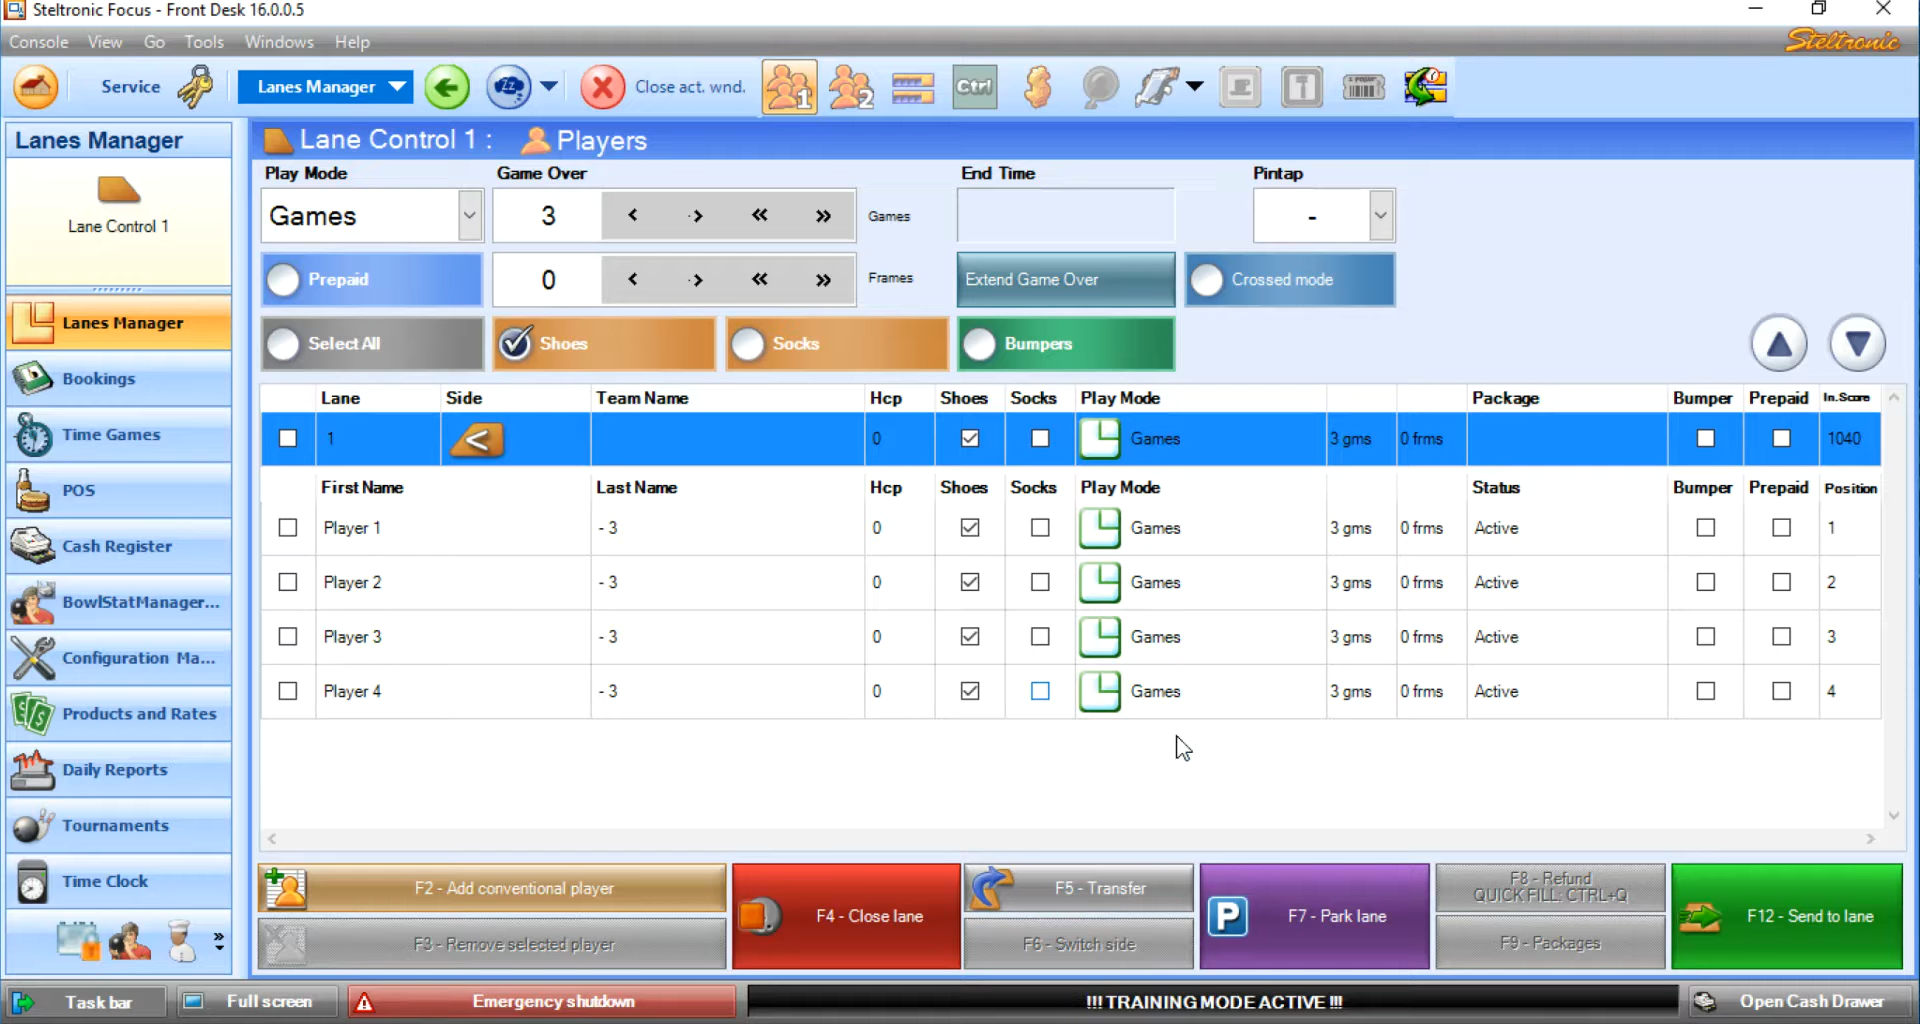 Steltronic Focus - Front Desk 16.0.0.5
Console View Go Tools Windows Help
Steltronic
Service Lanes Manager Close act. wnd. 1 2 Ctrl
Lanes Manager
Lane Control 1
Lanes Manager
Bookings
Time Games
POS
Cash Register
BowlStatManager...
Configuration Ma...
Products and Rates
Daily Reports
Tournaments
Time Clock
Lane Control 1 : Players
Play Mode Game Over End Time Pintap
Games 3 < > << >> Games -
Prepaid 0 < > << >> Frames Extend Game Over Crossed mode
Select All Shoes Socks Bumpers
Lane Side Team Name Hcp Shoes Socks Play Mode Package Bumper Prepaid In.Score
1 < 0 Games 3 gms 0 frms 1040
First Name Last Name Hcp Shoes Socks Play Mode Status Bumper Prepaid Position
Player 1 - 3 0 Games 3 gms 0 frms Active 1
Player 2 - 3 0 Games 3 gms 0 frms Active 2
Player 3 - 3 0 Games 3 gms 0 frms Active 3
Player 4 - 3 0 Games 3 gms 0 frms Active 4
F2 - Add conventional player
F3 - Remove selected player
F4 - Close lane
F5 - Transfer
F6 - Switch side
P F7 - Park lane
F8 - Refund
QUICK FILL: CTRL+Q
F9 - Packages
F12 - Send to lane
Task bar Full screen Emergency shutdown !!! TRAINING MODE ACTIVE !!! Open Cash Drawer